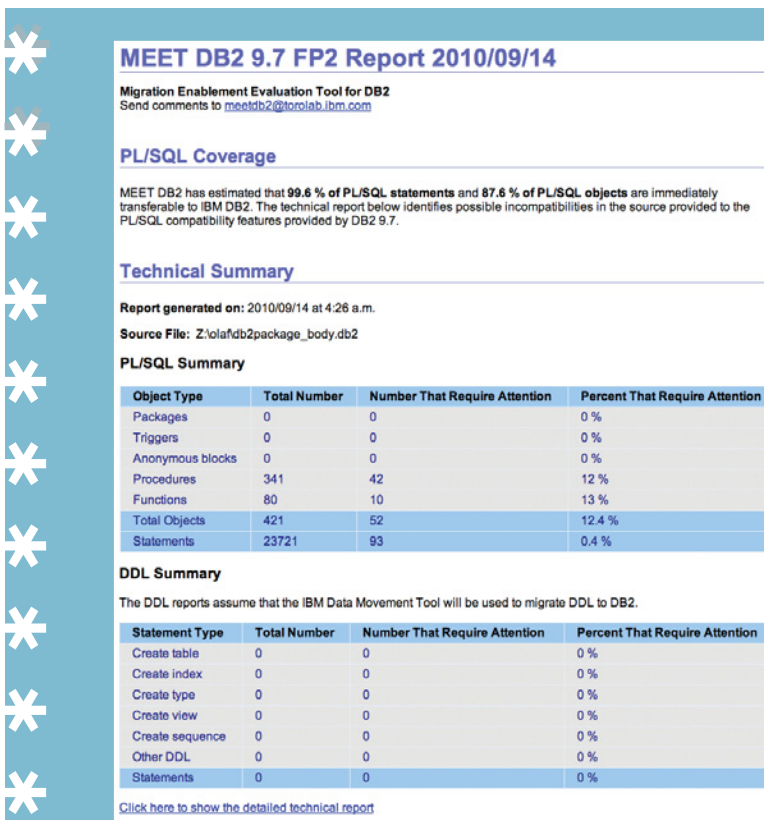 MEET DB2 9.7 FP2 Report 2010/09/14
Migration Enablement Evaluation Tool for DB2
Send comments to meetdb2@torolab.ibm.com
PL/SQL Coverage
MEET DB2 has estimated that 99.6 % of PL/SQL statements and 87.6 % of PL/SQL objects are immediately
transferable to IBM DB2. The technical report below identifies possible incompatibilities in the source provided to the
PL/SQL compatibility features provided by DB2 9.7.
Technical Summary
Report generated on: 2010/09/14 at 4:26 a.m.
Source File: Z:\olaf\db2package_body.db2
PL/SQL Summary
Object Type Total Number Number That Require Attention Percent That Require Attention
Packages 0 0 0 %
Triggers 0 0 0 %
Anonymous blocks 0 0 0 %
Procedures 341 42 12 %
Functions 80 10 13 %
Total Objects 421 52 12.4 %
Statements 23721 93 0.4 %
DDL Summary
The DDL reports assume that the IBM Data Movement Tool will be used to migrate DDL to DB2.
Statement Type Total Number Number That Require Attention Percent That Require Attention
Create table 0 0 0 %
Create index 0 0 0 %
Create type 0 0 0 %
Create view 0 0 0 %
Create sequence 0 0 0 %
Other DDL 0 0 0 %
Statements 0 0 0 %
Click here to show the detailed technical report